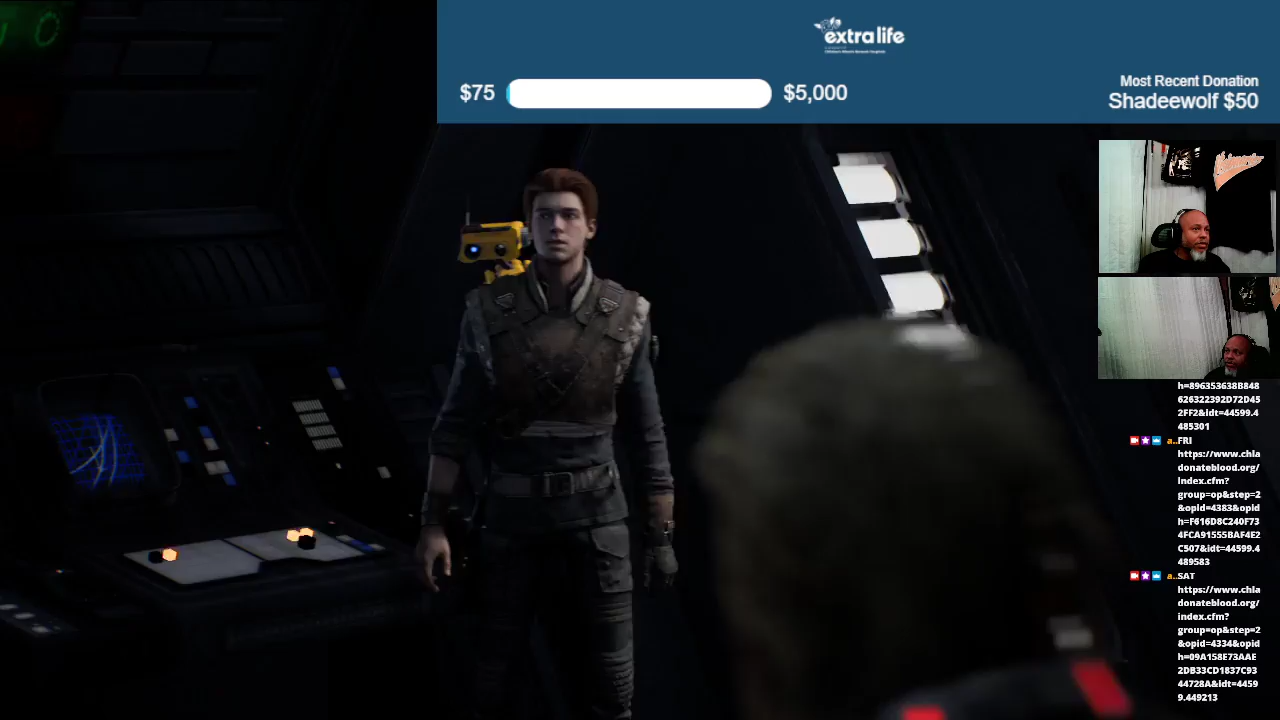 extralife
$75
$5,000
Most Recent Donation
Shadeewolf $50
h=896353638B848
626322392D72D45
2FF2&idt=44599.4
485301
a..FRI
https://www.chla
donateblood.org/
index.cfm?
group=op&step=2
&opid=4383&opid
h=F616D8C240F73
4FCA91555BAF4E2
C507&idt=44599.4
489583
a..SAT
https://www.chla
donateblood.org/
index.cfm?
group=op&step=2
&opid=4334&opid
h=09A158E73AAE
2DB33CD1837C93
44728A&idt=4459
9.449213